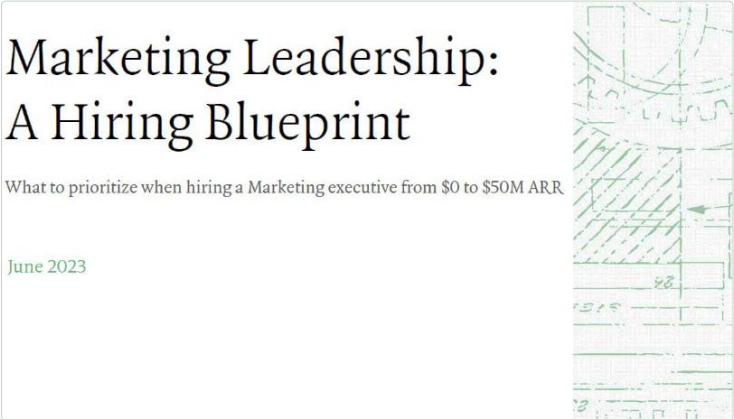 Marketing Leadership:
A Hiring Blueprint
What to prioritize when hiring a Marketing executive from $0 to $50M ARR
June 2023